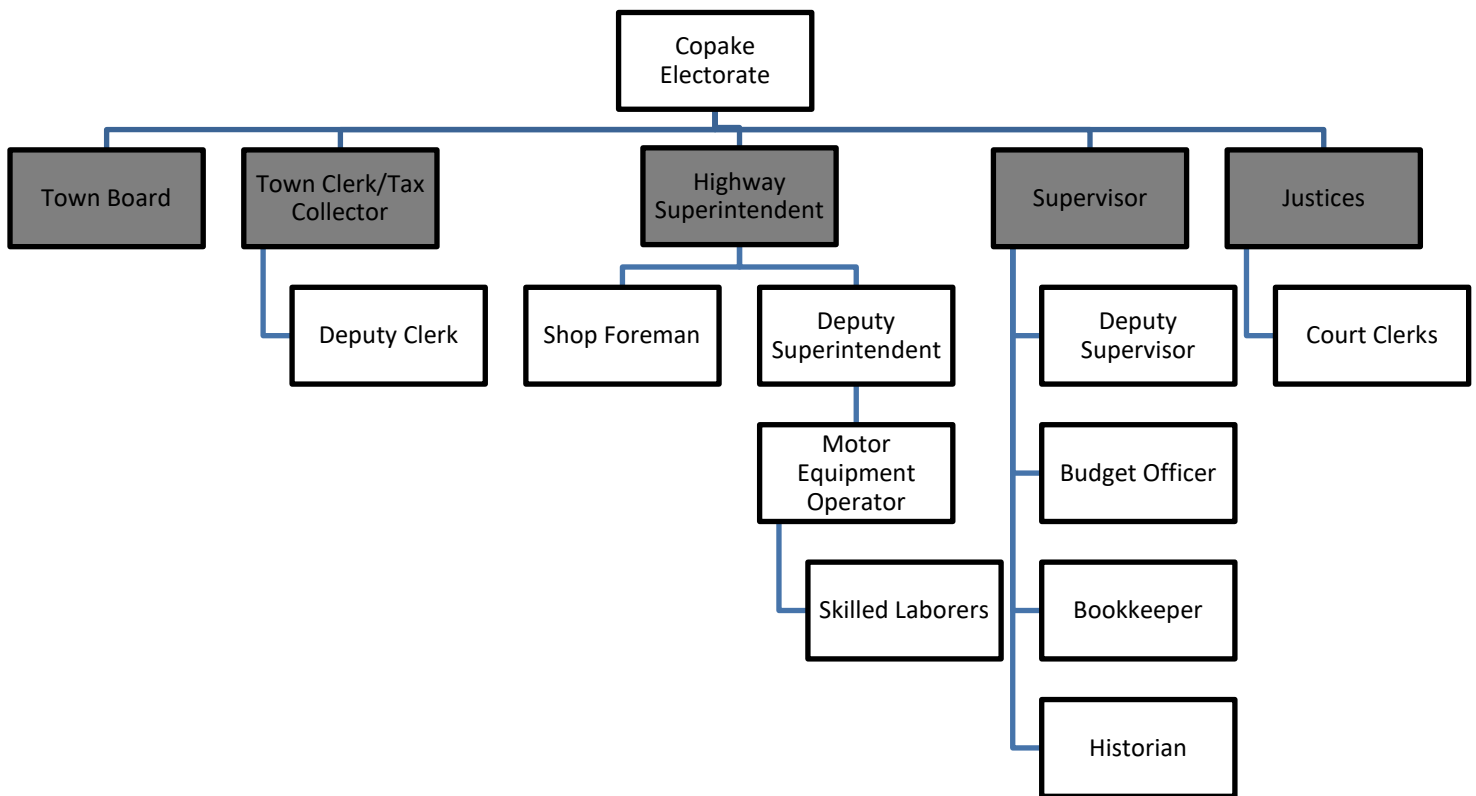 Copake
Electorate
Town Board
Town Clerk/Tax
Collector
Highway
Superintendent
Supervisor
Justices
Deputy Clerk
Shop Foreman
Deputy
Superintendent
Deputy
Supervisor
Court Clerks
Motor
Equipment
Operator
Budget Officer
Skilled Laborers
Bookkeeper
Historian